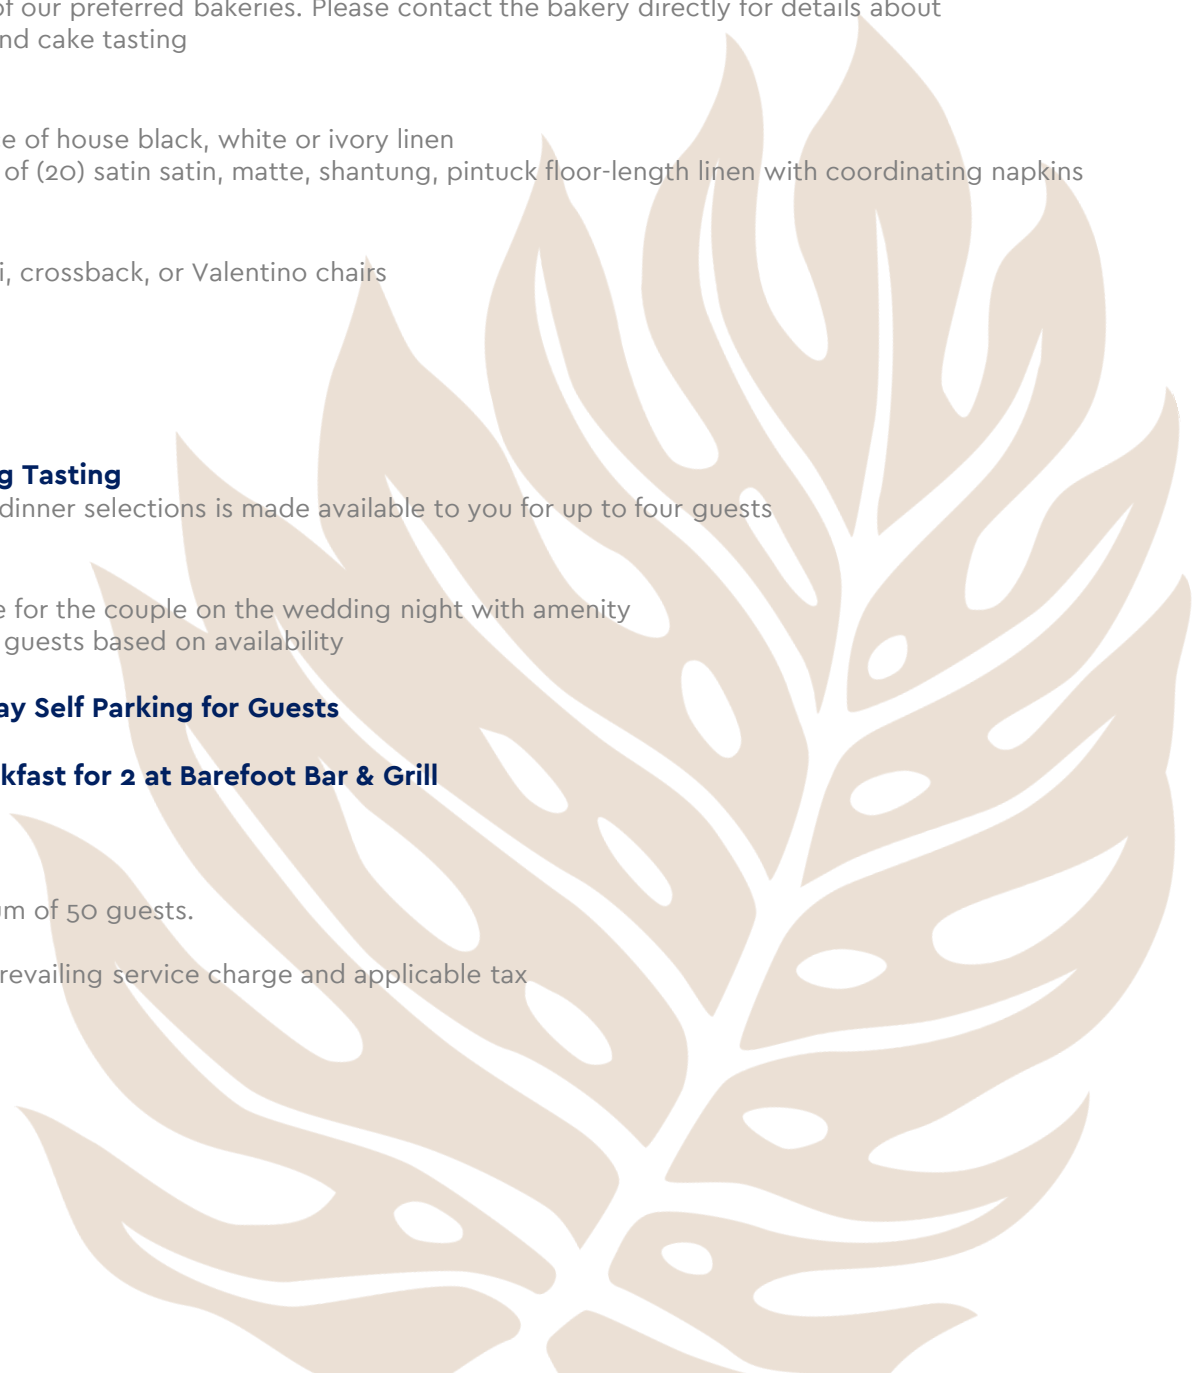 of our preferred bakeries. Please contact the bakery directly for details about
nd cake tasting
e of house black, white or ivory linen
of (20) satin satin, matte, shantung, pintuck floor-length linen with coordinating napkins
i, crossback, or Valentino chairs
g Tasting
dinner selections is made available to you for up to four guests
e for the couple on the wedding night with amenity
guests based on availability
ay Self Parking for Guests
kfast for 2 at Barefoot Bar & Grill
um of 50 guests.
revailing service charge and applicable tax